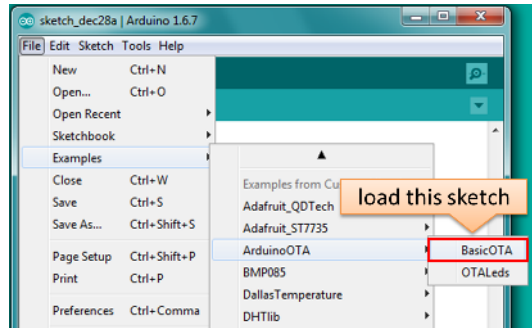 sketch_dec28a | Arduino 1.6.7
File Edit Sketch Tools Help
New Ctrl+N
Open... Ctrl+O
Open Recent
Sketchbook
Examples
Close Ctrl+W
Save Ctrl+S
Save As... Ctrl+Shift+S
Page Setup Ctrl+Shift+P
Print Ctrl+P
Preferences Ctrl+Comma
Examples from Cu
Adafruit_QDTech
Adafruit_ST7735
ArduinoOTA
BMP085
DallasTemperature
DHTlib
load this sketch
BasicOTA
OTALeds